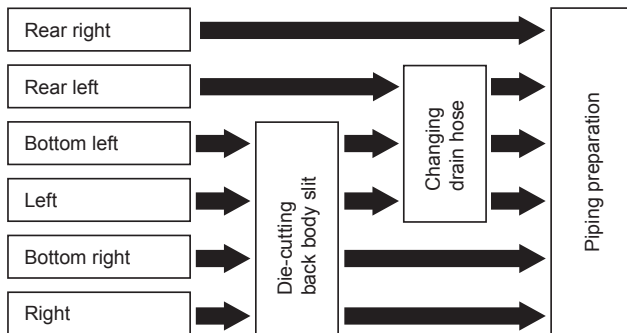 Rear right
Rear left
Bottom left
Left
Bottom right
Right
Die-cutting
back body slit
Changing
drain hose
Piping preparation